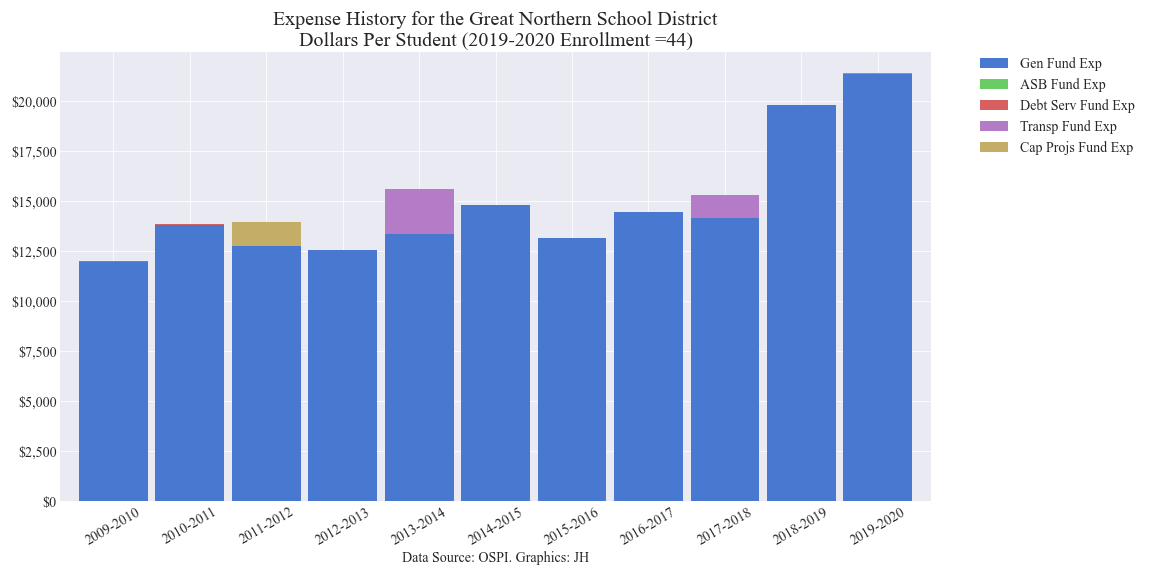 Expense History for the Great Northern School District
Dollars Per Student (2019-2020 Enrollment =44)
Gen Fund Exp
ASB Fund Exp
Debt Serv Fund Exp
Transp Fund Exp
Cap Projs Fund Exp
$20,000
$17,500
$15,000
$12,500
$10,000
$7,500
$5,000
$2,500
$0
2009-2010
2010-2011
2011-2012
2012-2013
2013-2014
2014-2015
2015-2016
2016-2017
2017-2018
2018-2019
2019-2020
Data Source: OSPI. Graphics: JH